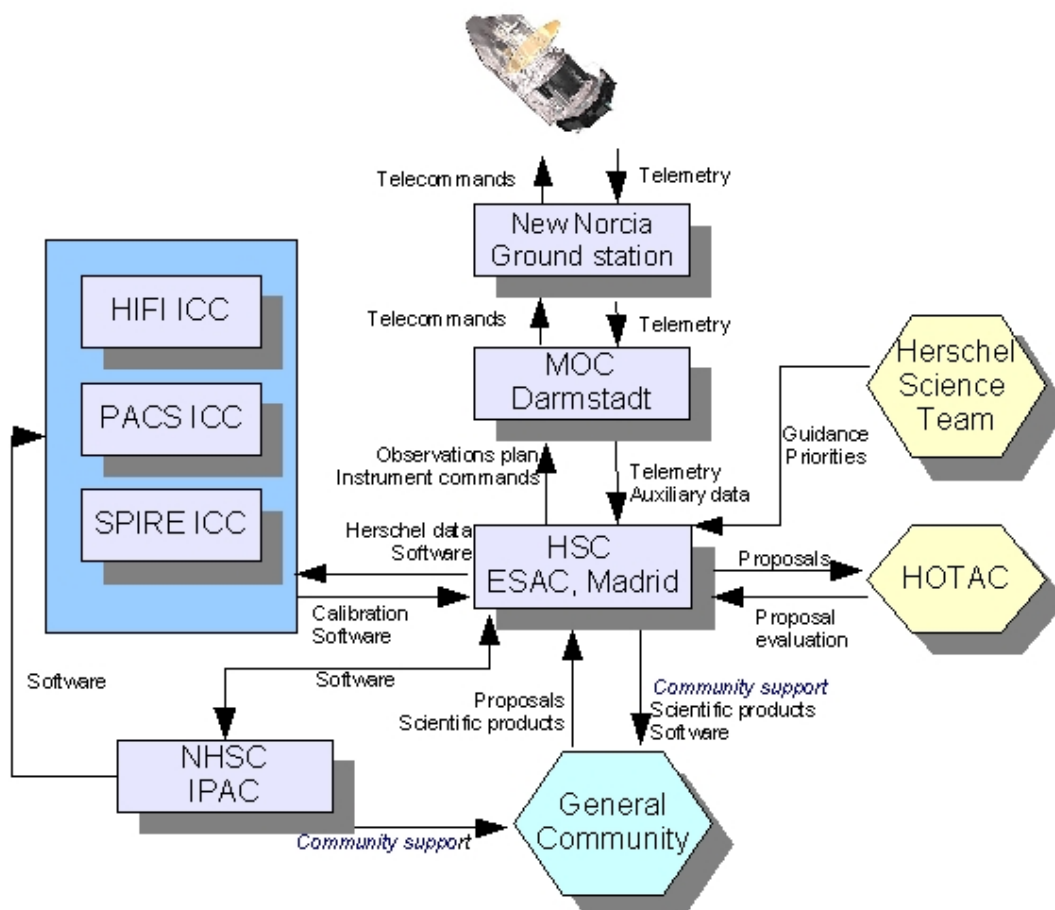 Telecommands
Telemetry
New Norcia
Ground station
Telecommands
Telemetry
HIFI ICC
PACS ICC
SPIRE ICC
MOC
Darmstadt
Herschel
Science
Team
Guidance
Priorities
Observations plan
Instrument commands
Telemetry
Auxiliary data
Herschel data
Software
HSC
ESAC, Madrid
Proposals
HOTAC
Proposal
evaluation
Calibration
Software
Software
Software
Proposals
Scientific products
Community support
Scientific products
Software
NHSC
IPAC
General
Community
Community support